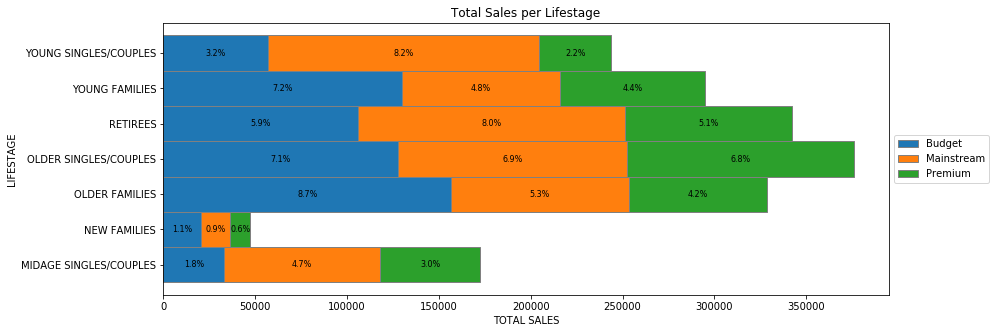 Total Sales per Lifestage
YOUNG SINGLES/COUPLES 3.2% 8.2% 2.2%
YOUNG FAMILIES 7.2% 4.8% 4.4%
RETIREES 5.9% 8.0% 5.1%
OLDER SINGLES/COUPLES 7.1% 6.9% 6.8%
OLDER FAMILIES 8.7% 5.3% 4.2%
NEW FAMILIES 1.1% 0.9% 0.6%
MIDAGE SINGLES/COUPLES 1.8% 4.7% 3.0%
LIFESTAGE
0 50000 100000 150000 200000 250000 300000 350000
TOTAL SALES
Budget
Mainstream
Premium